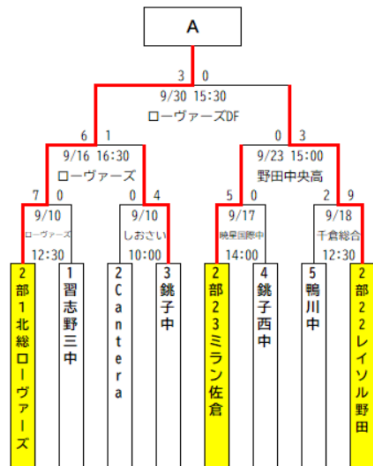 A
3 0
9/30 15:30
ローヴァーズDF
6 1
9/16 16:30
ローヴァーズ
0 3
9/23 15:00
野田中央高
7 0
9/10
ローヴァーズ
12:30
0 4
9/10
しおさい
10:00
5 0
9/17
暁星国際中
14:00
2 9
9/18
千倉総合
12:30
2部1北総ローヴァーズ
1習志野三中
2Cantera
3銚子中
2部23ミラン佐倉
4銚子西中
5鴨川中
2部22レイソル野田